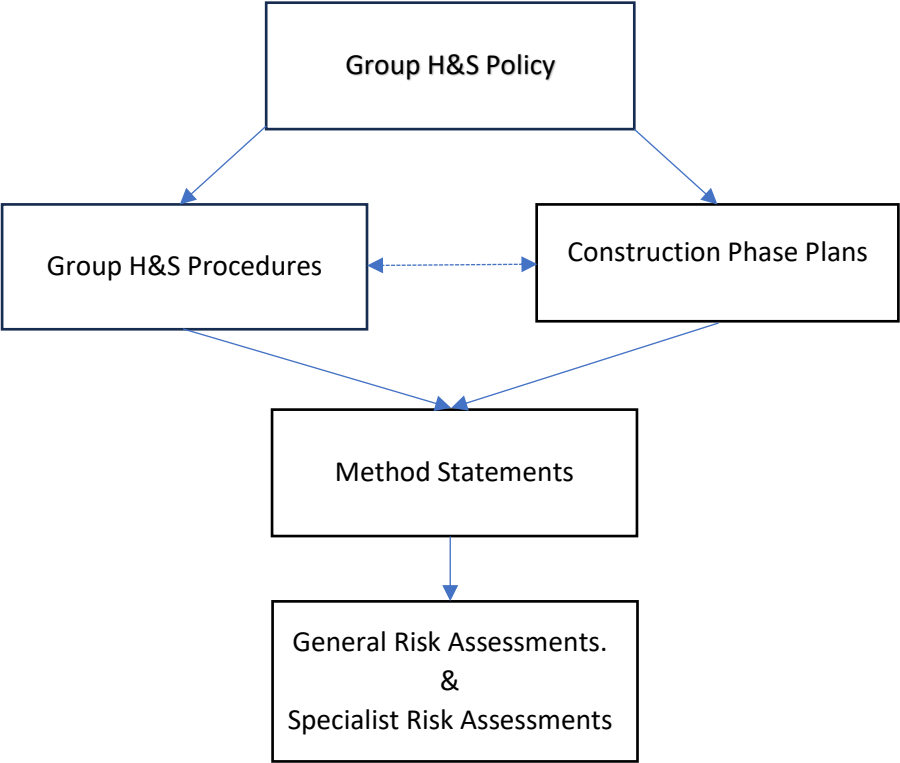 Group H&S Policy
Group H&S Procedures
Construction Phase Plans
Method Statements
General Risk Assessments.
&
Specialist Risk Assessments